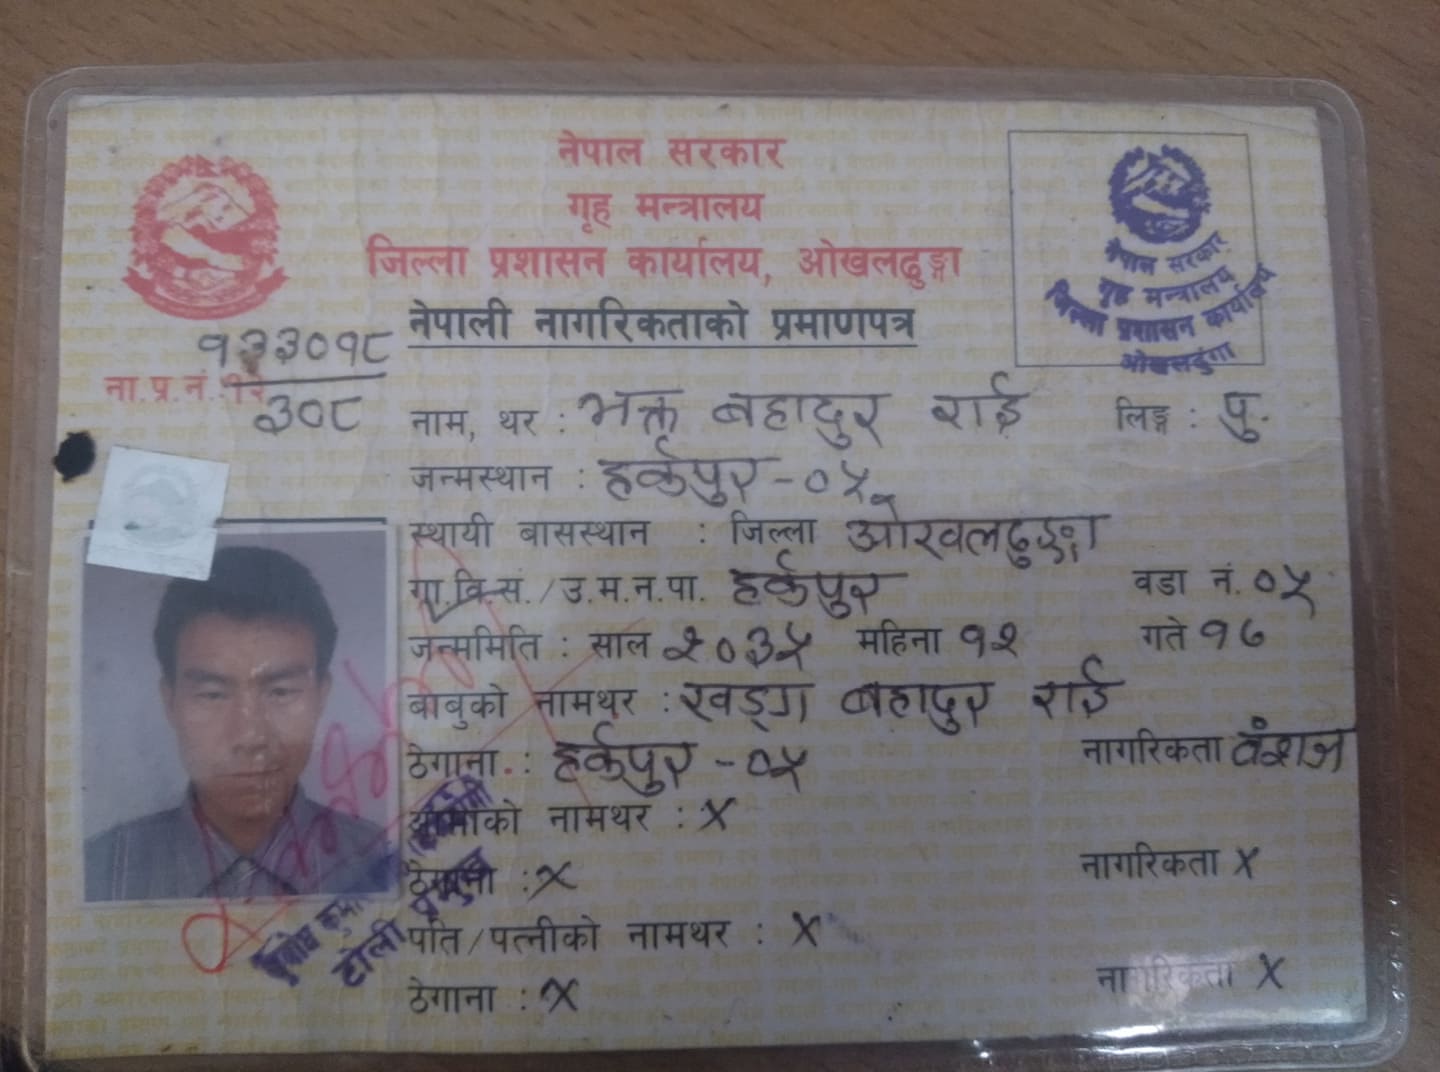 नेपाल सरकार
गृह मन्त्रालय
जिल्ला प्रशासन कार्यालय, ओखलढुङ्गा
नेपाली नागरिकताको प्रमाणपत्र
नेपाल सरकार
गृह मन्त्रालय
जिल्ला प्रशासन कार्यालय
ओखलढुंगा
१३३०१८
ना.प्र.नं.
३०८
नाम, थर : भक्त बहादुर राई लिङ्ग : पु.
जन्मस्थान : हर्कपुर - ०५
स्थायी बासस्थान : जिल्ला ओखलढुङ्गा
गा.वि.सं./उ.म.न.पा. हर्कपुर वडा नं. ०५
जन्ममिति : साल २०३५ महिना १२ गते १७
बाबुको नामथर : खड्ग बहादुर राई
ठेगाना : हर्कपुर - ०५ नागरिकता वंशज
आमाको नामथर : X
ठेगाना : X नागरिकता X
पति/पत्नीको नामथर : X
ठेगाना : X नागरिकता X
टोली प्रमुख